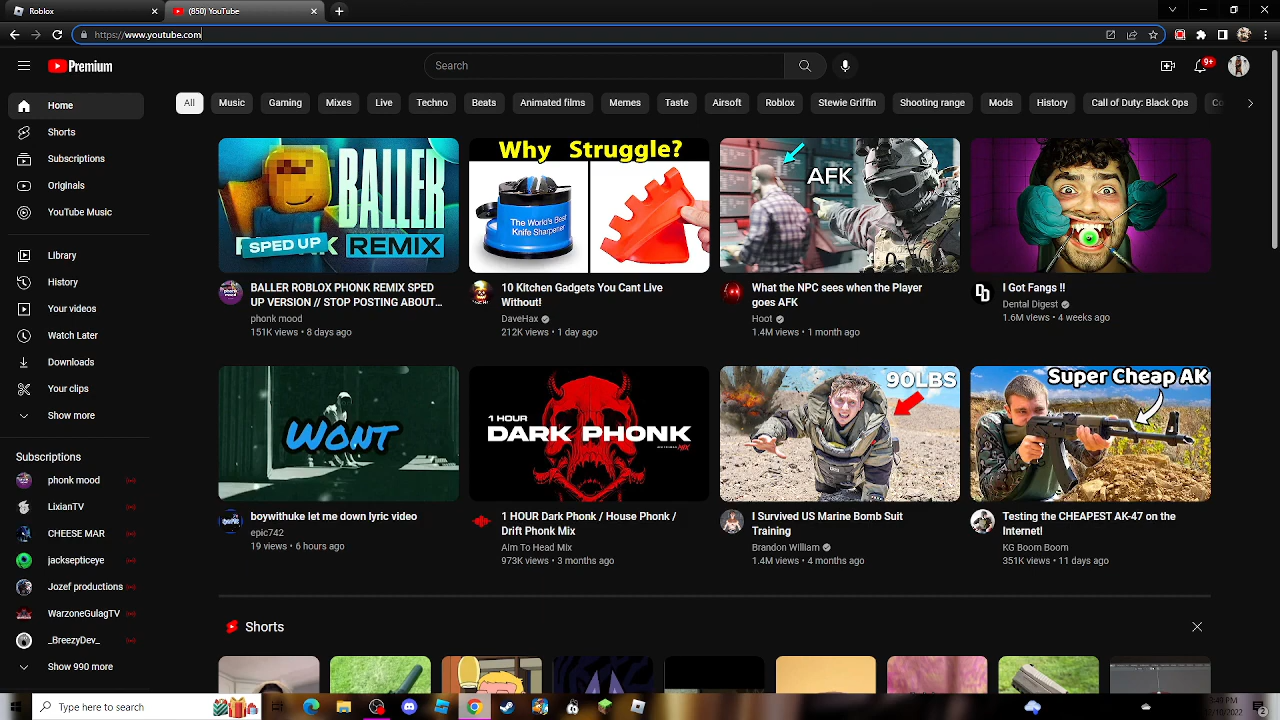 Roblox
(850) YouTube
https://www.youtube.com
Premium
Search
9+
All
Music
Gaming
Mixes
Live
Techno
Beats
Animated films
Memes
Taste
Airsoft
Roblox
Stewie Griffin
Shooting range
Mods
History
Call of Duty: Black Ops
Co
Home
Shorts
Subscriptions
Originals
YouTube Music
Library
History
Your videos
Watch Later
Downloads
Your clips
Show more
Subscriptions
phonk mood
LixianTV
CHEESE MAR
jacksepticeye
Jozef productions
WarzoneGulagTV
_BreezyDev_
Show 990 more
BALLER
SPED UP
REMIX
BALLER ROBLOX PHONK REMIX SPED
UP VERSION // STOP POSTING ABOUT...
phonk mood
151K views • 8 days ago
Why Struggle?
The World's Best
Knife Sharpener
10 Kitchen Gadgets You Cant Live
Without!
DaveHax
212K views • 1 day ago
AFK
What the NPC sees when the Player
goes AFK
Hoot
1.4M views • 1 month ago
I Got Fangs !!
Dental Digest
1.6M views • 4 weeks ago
WONT
boywithuke let me down lyric video
epic742
19 views • 6 hours ago
1 HOUR
DARK PHONK
MIX
1 HOUR Dark Phonk / House Phonk /
Drift Phonk Mix
Aim To Head Mix
973K views • 3 months ago
90LBS
I Survived US Marine Bomb Suit
Training
Brandon William
1.4M views • 4 months ago
Super Cheap AK
Testing the CHEAPEST AK-47 on the
Internet!
KG Boom Boom
351K views • 11 days ago
Shorts
Type here to search
:49 PM
/10/2022
2